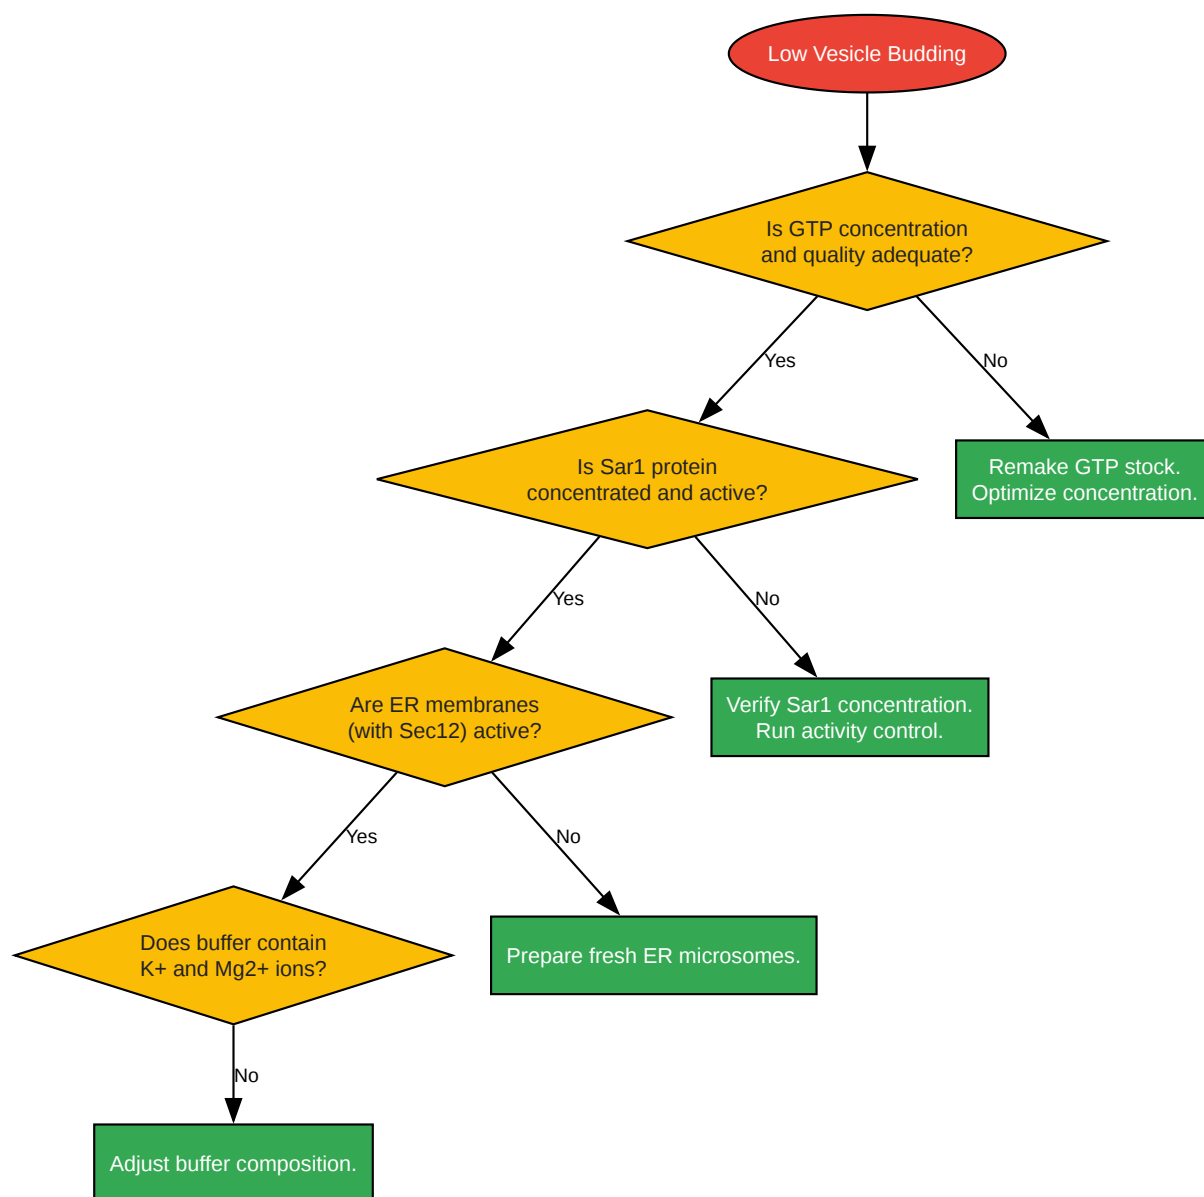 Low Vesicle Budding
Is GTP concentration
and quality adequate?
Yes
No
Is Sar1 protein
concentrated and active?
Remake GTP stock.
Optimize concentration.
Yes
No
Are ER membranes
(with Sec12) active?
Verify Sar1 concentration.
Run activity control.
Yes
No
Does buffer contain
K+ and Mg2+ ions?
Prepare fresh ER microsomes.
No
Adjust buffer composition.